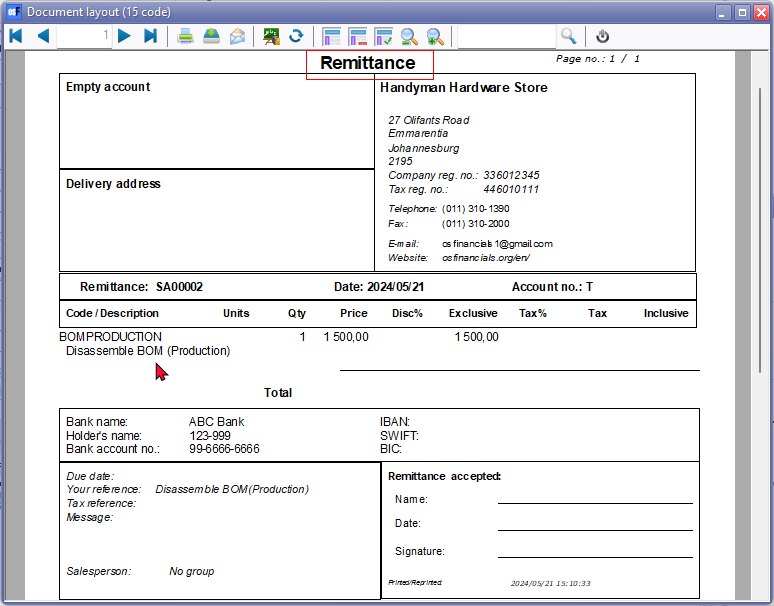 Document layout (15 code)
1
Remittance
Page no.: 1 / 1
Empty account
Handyman Hardware Store
27 Olifants Road
Emmarentia
Johannesburg
2195
Company reg. no.: 336012345
Tax reg. no.: 446010111
Delivery address
Telephone: (011) 310-1390
Fax: (011) 310-2000
E-mail: osfinancials1@gmail.com
Website: osfinancials.org/en/
Remittance: SA00002 Date: 2024/05/21 Account no.: T
Code / Description Units Qty Price Disc% Exclusive Tax% Tax Inclusive
BOMPRODUCTION 1 1 500,00 1 500,00
Disassemble BOM (Production)
Total
Bank name: ABC Bank IBAN:
Holder's name: 123-999 SWIFT:
Bank account no.: 99-6666-6666 BIC:
Due date:
Your reference: Disassemble BOM(Production)
Tax reference:
Message:
Salesperson: No group
Remittance accepted:
Name:
Date:
Signature:
Printed/Reprinted: 2024/05/21 15:10:33